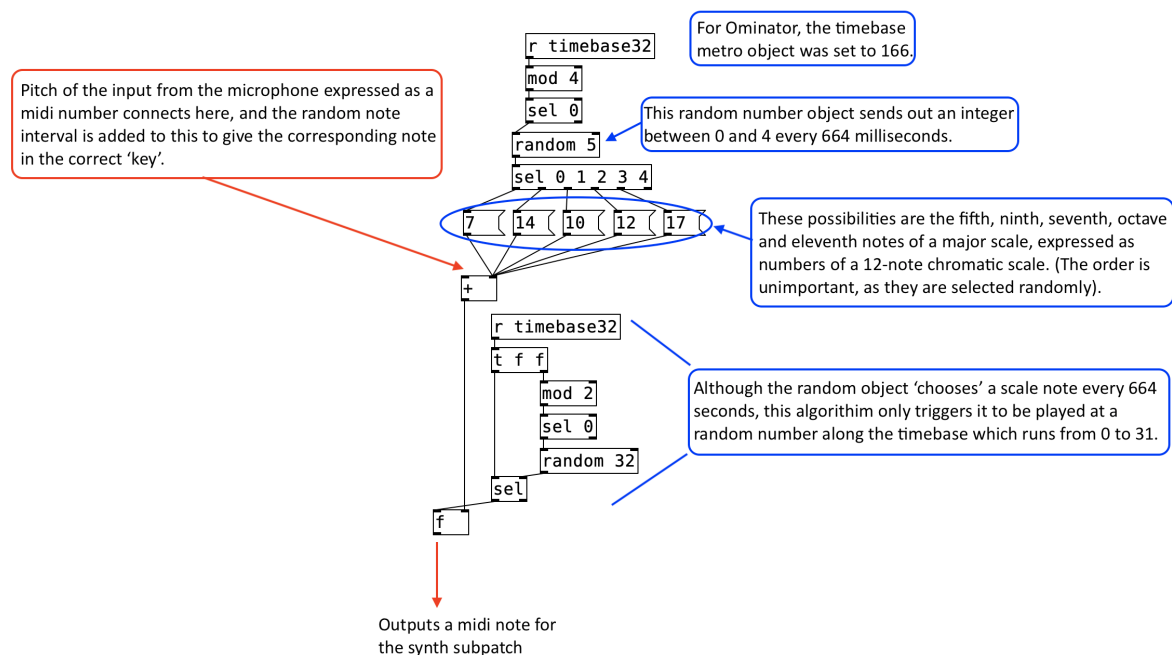 For Ominator, the timebase
metro object was set to 166.
r timebase32
mod 4
sel 0
Pitch of the input from the microphone expressed as a
midi number connects here, and the random note
interval is added to this to give the corresponding note
in the correct ‘key’.
This random number object sends out an integer
between 0 and 4 every 664 milliseconds.
random 5
sel 0 1 2 3 4
7 14 10 12 17
These possibilities are the fifth, ninth, seventh, octave
and eleventh notes of a major scale, expressed as
numbers of a 12-note chromatic scale. (The order is
unimportant, as they are selected randomly).
+
r timebase32
t f f
mod 2
sel 0
random 32
sel
f
Although the random object ‘chooses’ a scale note every 664
seconds, this algorithim only triggers it to be played at a
random number along the timebase which runs from 0 to 31.
Outputs a midi note for
the synth subpatch